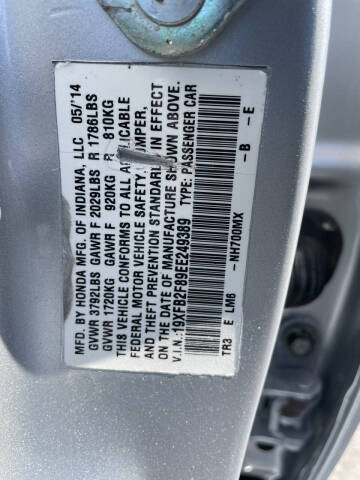 MFD BY HONDA MFG. OF INDIANA, LLC. 05/'14
GVWR 3792LBS GAWR F 2029LBS R 1786LBS
GVWR 1720KG GAWR F 920KG R 810KG
THIS VEHICLE CONFORMS TO ALL APPLICABLE
FEDERAL MOTOR VEHICLE SAFETY, BUMPER,
AND THEFT PREVENTION STANDARDS IN EFFECT
ON THE DATE OF MANUFACTURE SHOWN ABOVE.
V.I.N.:19XFB2F89EE249389 TYPE: PASSENGER CAR
NH700MX -B -E
TR3 E LM6